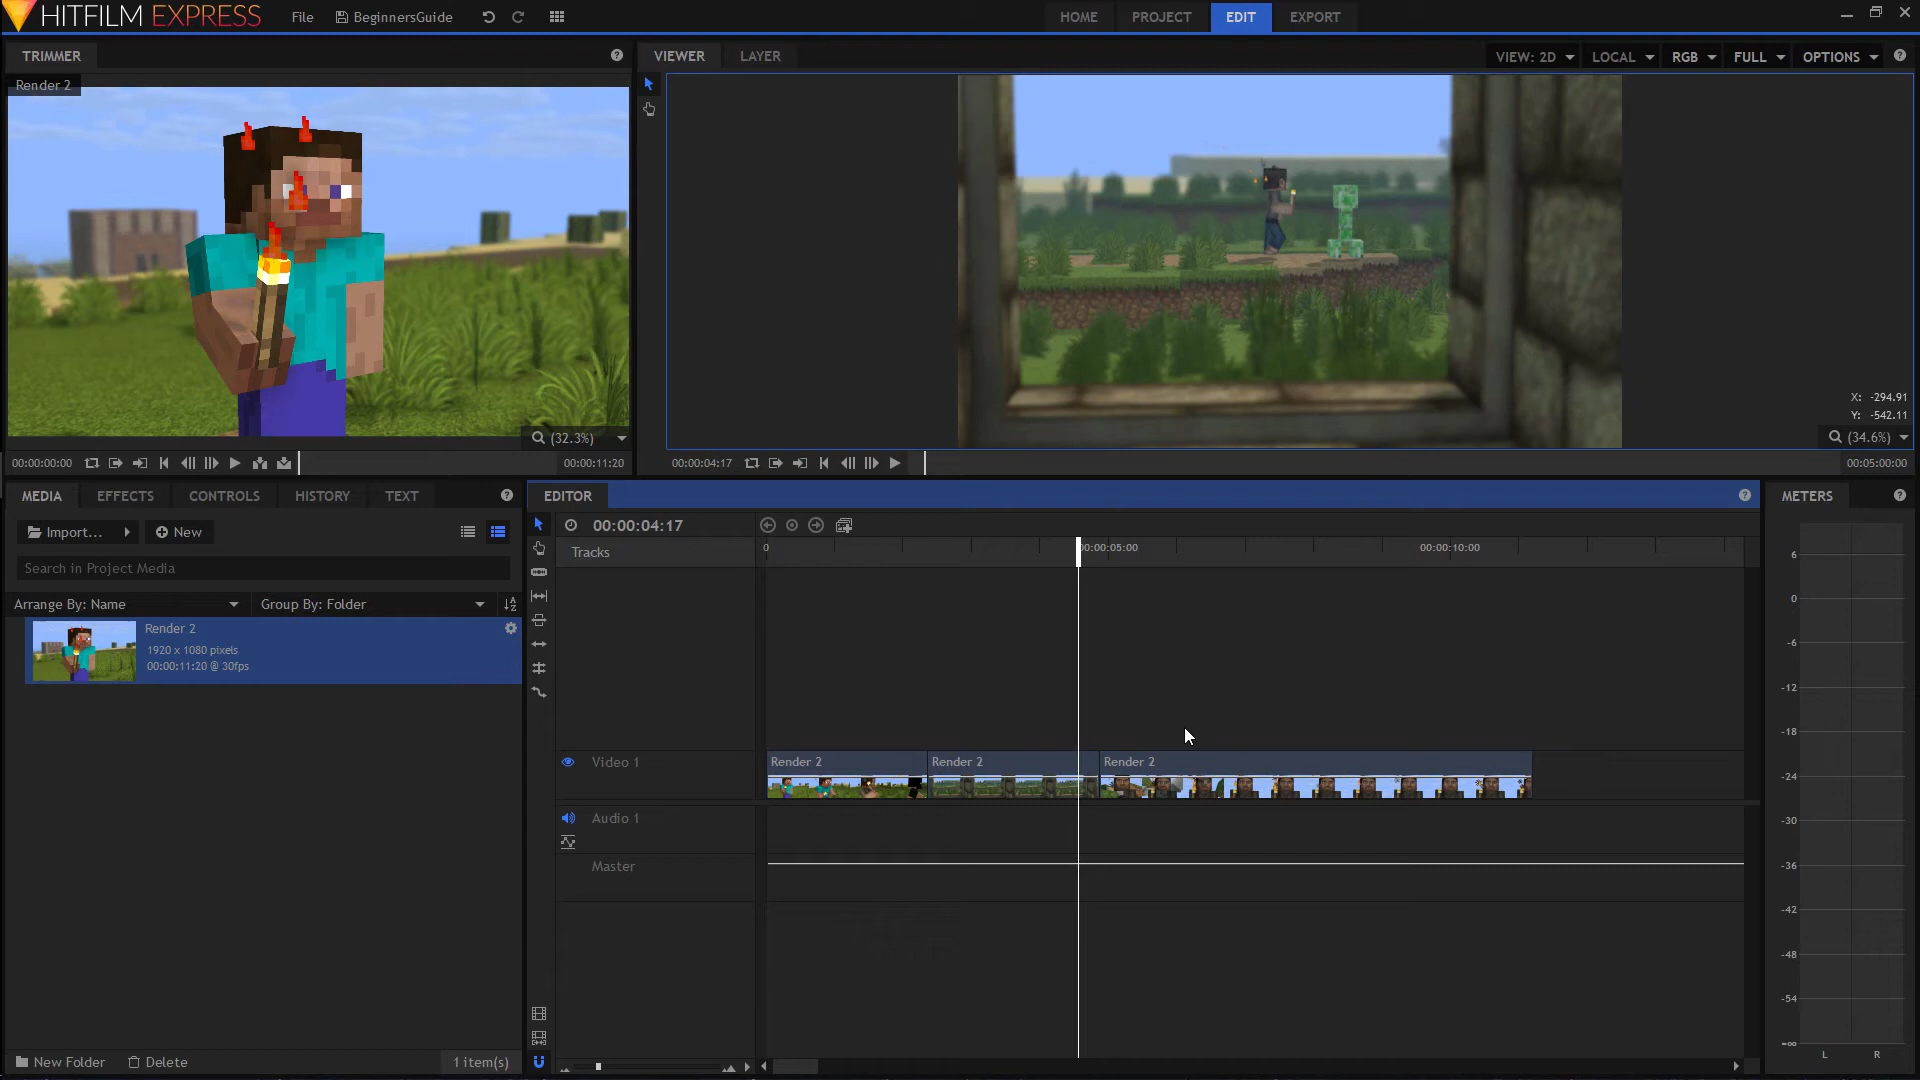 HITFILM EXPRESS File BeginnersGuide HOME PROJECT EDIT EXPORT
TRIMMER
Render 2
(32.3%)
00:00:00:00 00:00:11:20
VIEWER LAYER VIEW: 2D LOCAL RGB FULL OPTIONS
X: -294.91
Y: -542.11
(34.6%)
00:00:04:17 00:05:00:00
MEDIA EFFECTS CONTROLS HISTORY TEXT
Import... New
Search in Project Media
Arrange By: Name Group By: Folder
Render 2
1920 x 1080 pixels
00:00:11:20 @ 30fps
New Folder Delete 1 item(s)
EDITOR
00:00:04:17
Tracks 0 00:00:05:00 00:00:10:00
Video 1 Render 2 Render 2 Render 2
Audio 1
Master
METERS
6
0
-6
-12
-18
-24
-30
-36
-42
-48
-54
-∞
L R